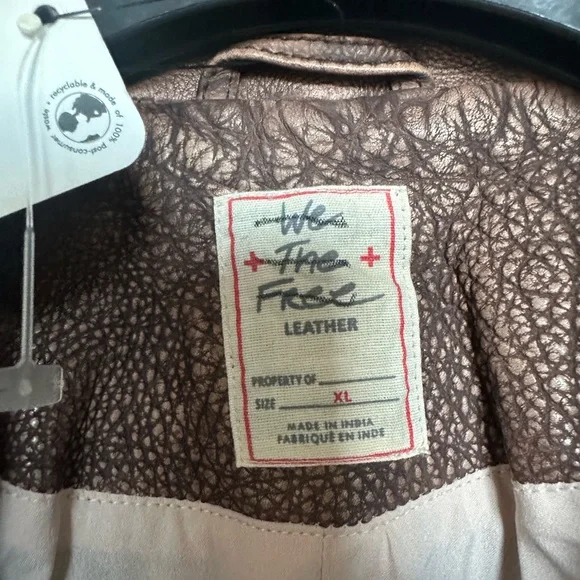 recyclable & made of 100% post-consumer waste •
We
+ The +
Free
LEATHER
PROPERTY OF
SIZE XL
MADE IN INDIA
FABRIQUÉ EN INDE